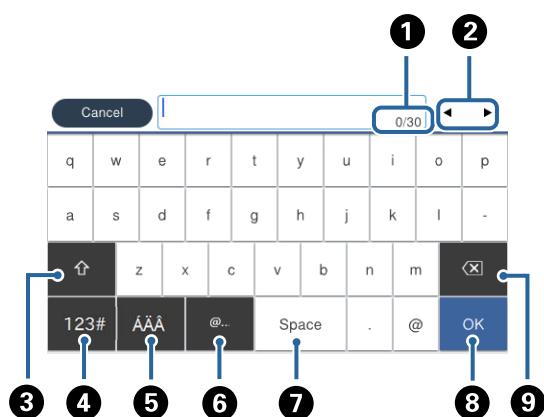 1 2
Cancel 0/30
q w e r t y u i o p
a s d f g h j k l -
z x c v b n m
123# ÁÄÂ @... Space . @ OK
3 4 5 6 7 8 9